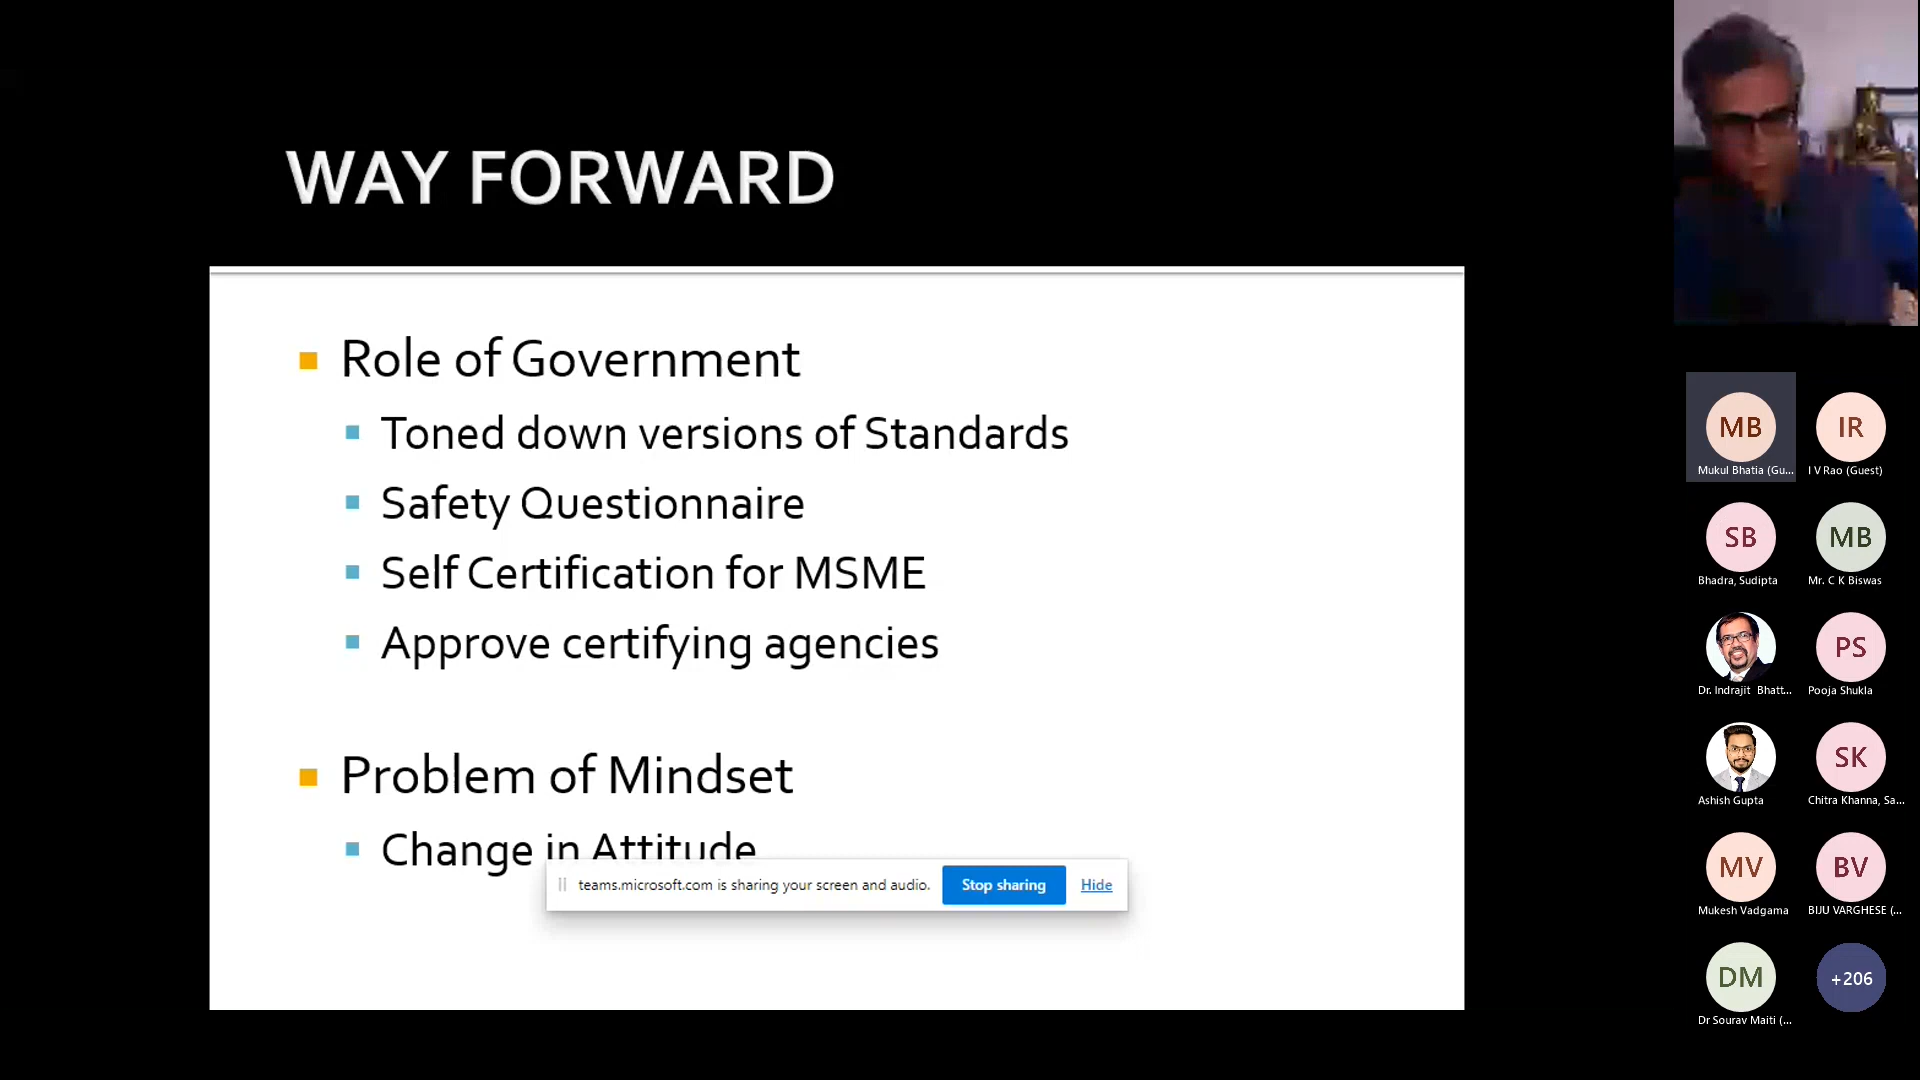 WAY FORWARD
Role of Government
Toned down versions of Standards
Safety Questionnaire
Self Certification for MSME
Approve certifying agencies
Problem of Mindset
Change in Attitude
teams.microsoft.com is sharing your screen and audio. Stop sharing Hide
MB IR
Mukul Bhatia (Gu... I V Rao (Guest)
SB MB
Bhadra, Sudipta Mr. C K Biswas
PS
Dr. Indrajit Bhatt... Pooja Shukla
SK
Ashish Gupta Chitra Khanna, Sa...
MV BV
Mukesh Vadgama BIJU VARGHESE (...
DM +206
Dr Sourav Maiti (...